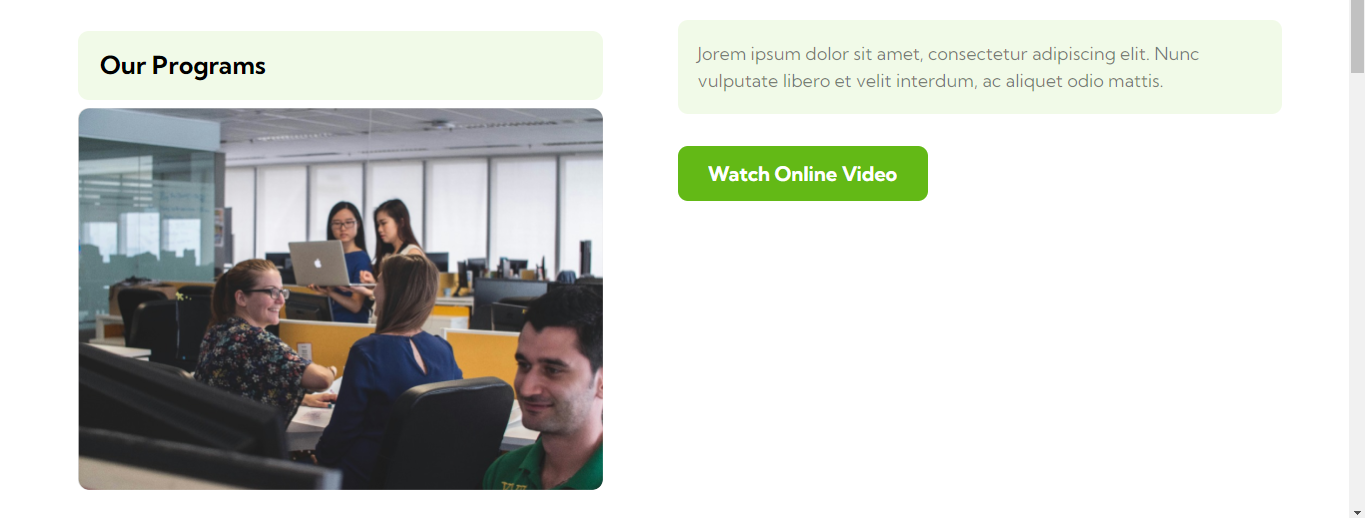 Our Programs
Jorem ipsum dolor sit amet, consectetur adipiscing elit. Nunc
vulputate libero et velit interdum, ac aliquet odio mattis.
Watch Online Video